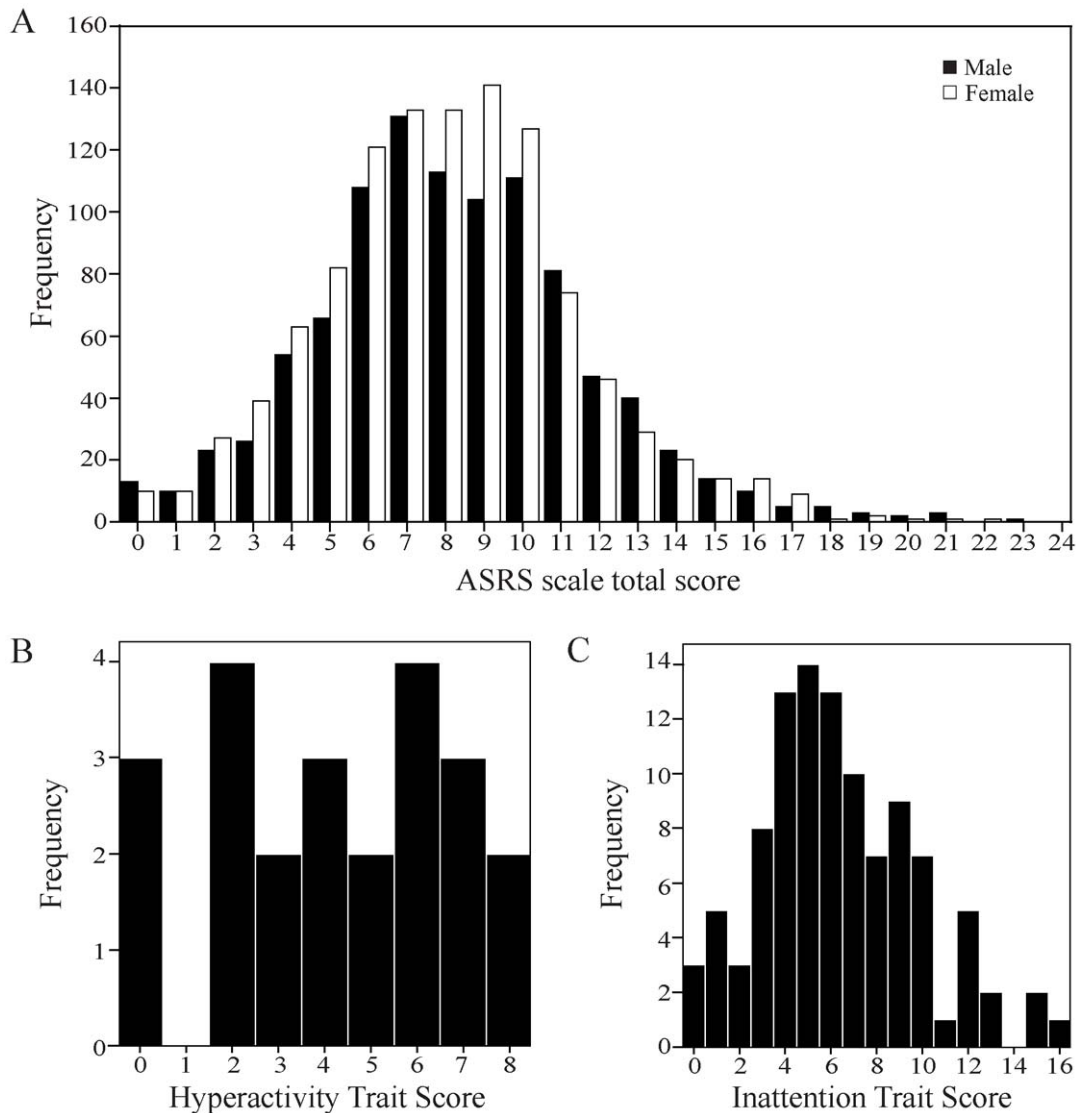 A
160
140
120
100
80
60
40
20
0
Frequency
Male
Female
0 1 2 3 4 5 6 7 8 9 10 11 12 13 14 15 16 17 18 19 20 21 22 23 24
ASRS scale total score
B
4
3
2
1
0
Frequency
0 1 2 3 4 5 6 7 8
Hyperactivity Trait Score
C
14
12
10
8
6
4
2
0
Frequency
0 2 4 6 8 10 12 14 16
Inattention Trait Score